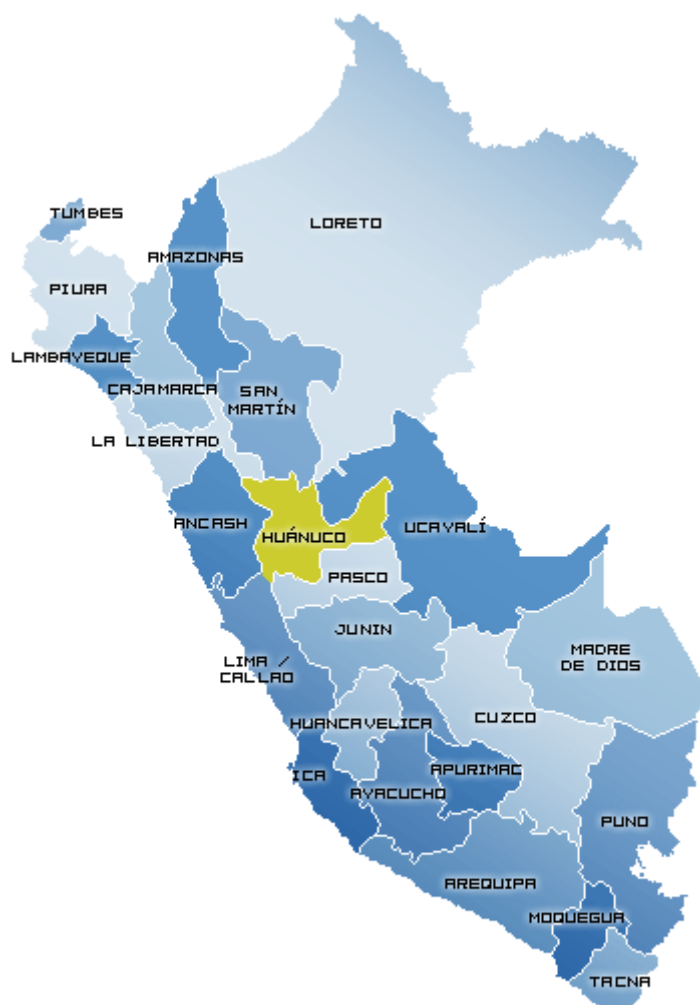 LORETO
TUMBES
AMAZONAS
PIURA
LAMBAYEQUE
CAJAMARCA
SAN
MARTÍN
LA LIBERTAD
ANCASH
HUÁNUCO
UCAYALÍ
PASCO
JUNIN
MADRE
DE DIOS
LIMA /
CALLAO
HUANCAVELICA
CUZCO
ICA
APURIMAC
AYACUCHO
PUNO
AREQUIPA
MOQUEGUA
TACNA